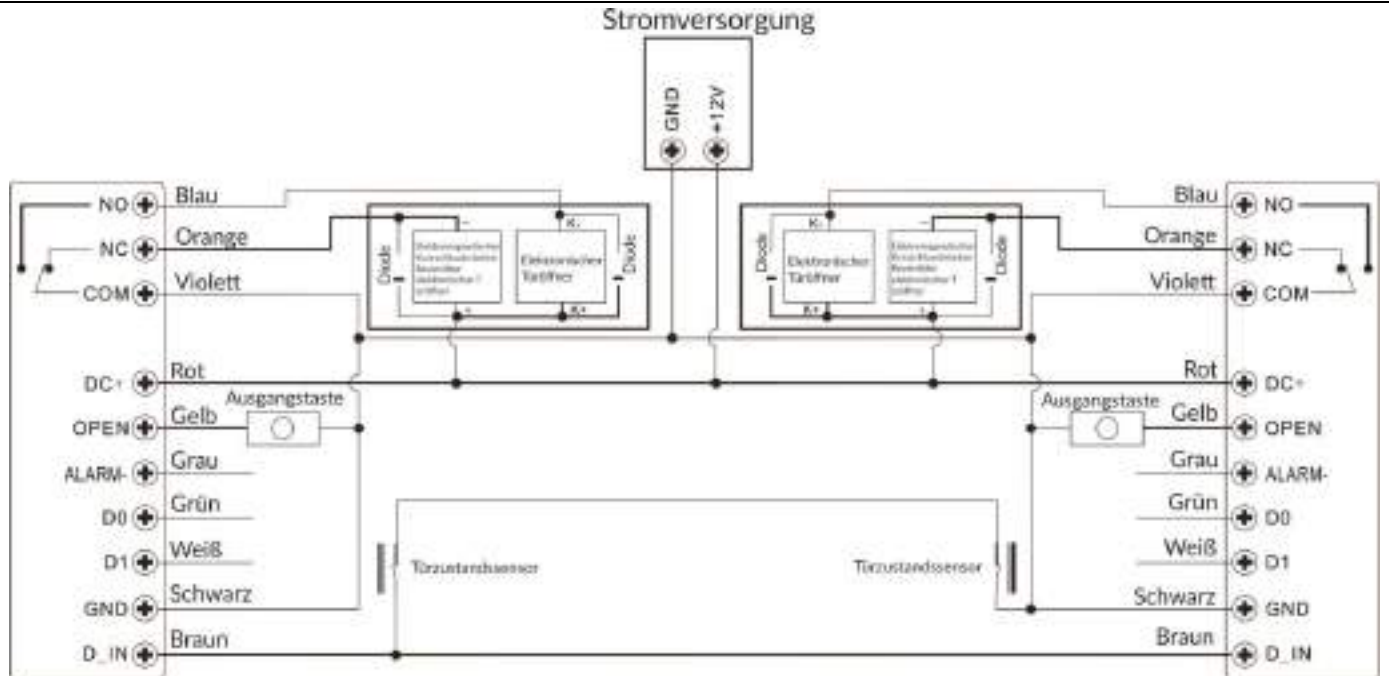 Stromversorgung
GND
+12V
NO
Blau
NC
Orange
COM
Violett
DC+
Rot
OPEN
Gelb
ALARM-
Grau
D0
Grün
D1
Weiß
GND
Schwarz
D_IN
Braun
Diode
−
+
Elektronischer
Türöffner
K-
K+
Diode
Ausgangstaste
Türzustandssensor
Diode
K-
K+
Elektronischer
Türöffner
−
+
Diode
Ausgangstaste
Türzustandssensor
Blau
NO
Orange
NC
Violett
COM
Rot
DC+
Gelb
OPEN
Grau
ALARM-
Grün
D0
Weiß
D1
Schwarz
GND
Braun
D_IN